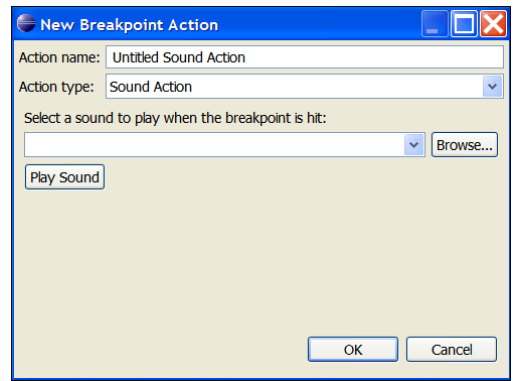 New Breakpoint Action
Action name: Untitled Sound Action
Action type: Sound Action
Select a sound to play when the breakpoint is hit:
Browse...
Play Sound
OK Cancel